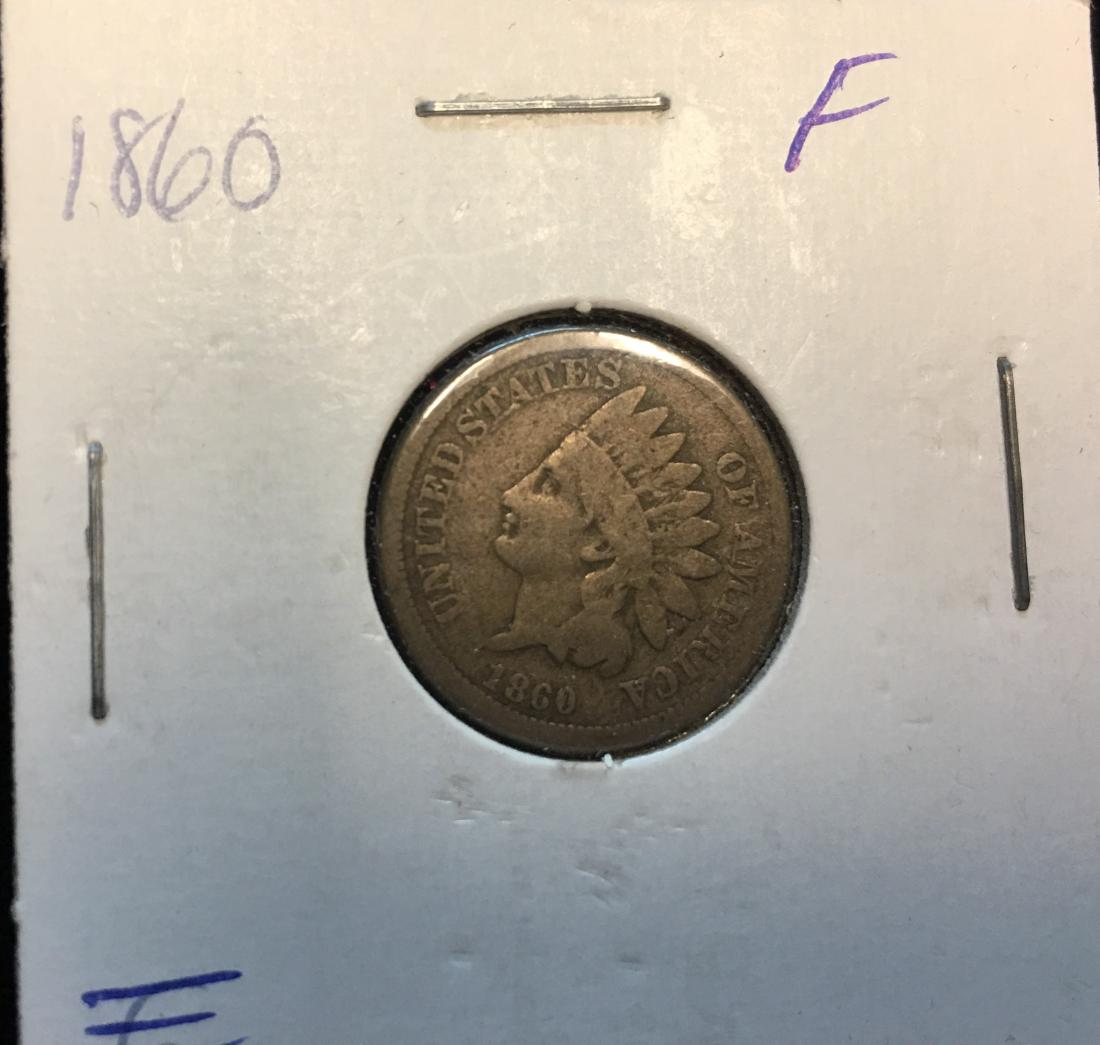 1860
F
UNITED STATES OF AMERICA
1860